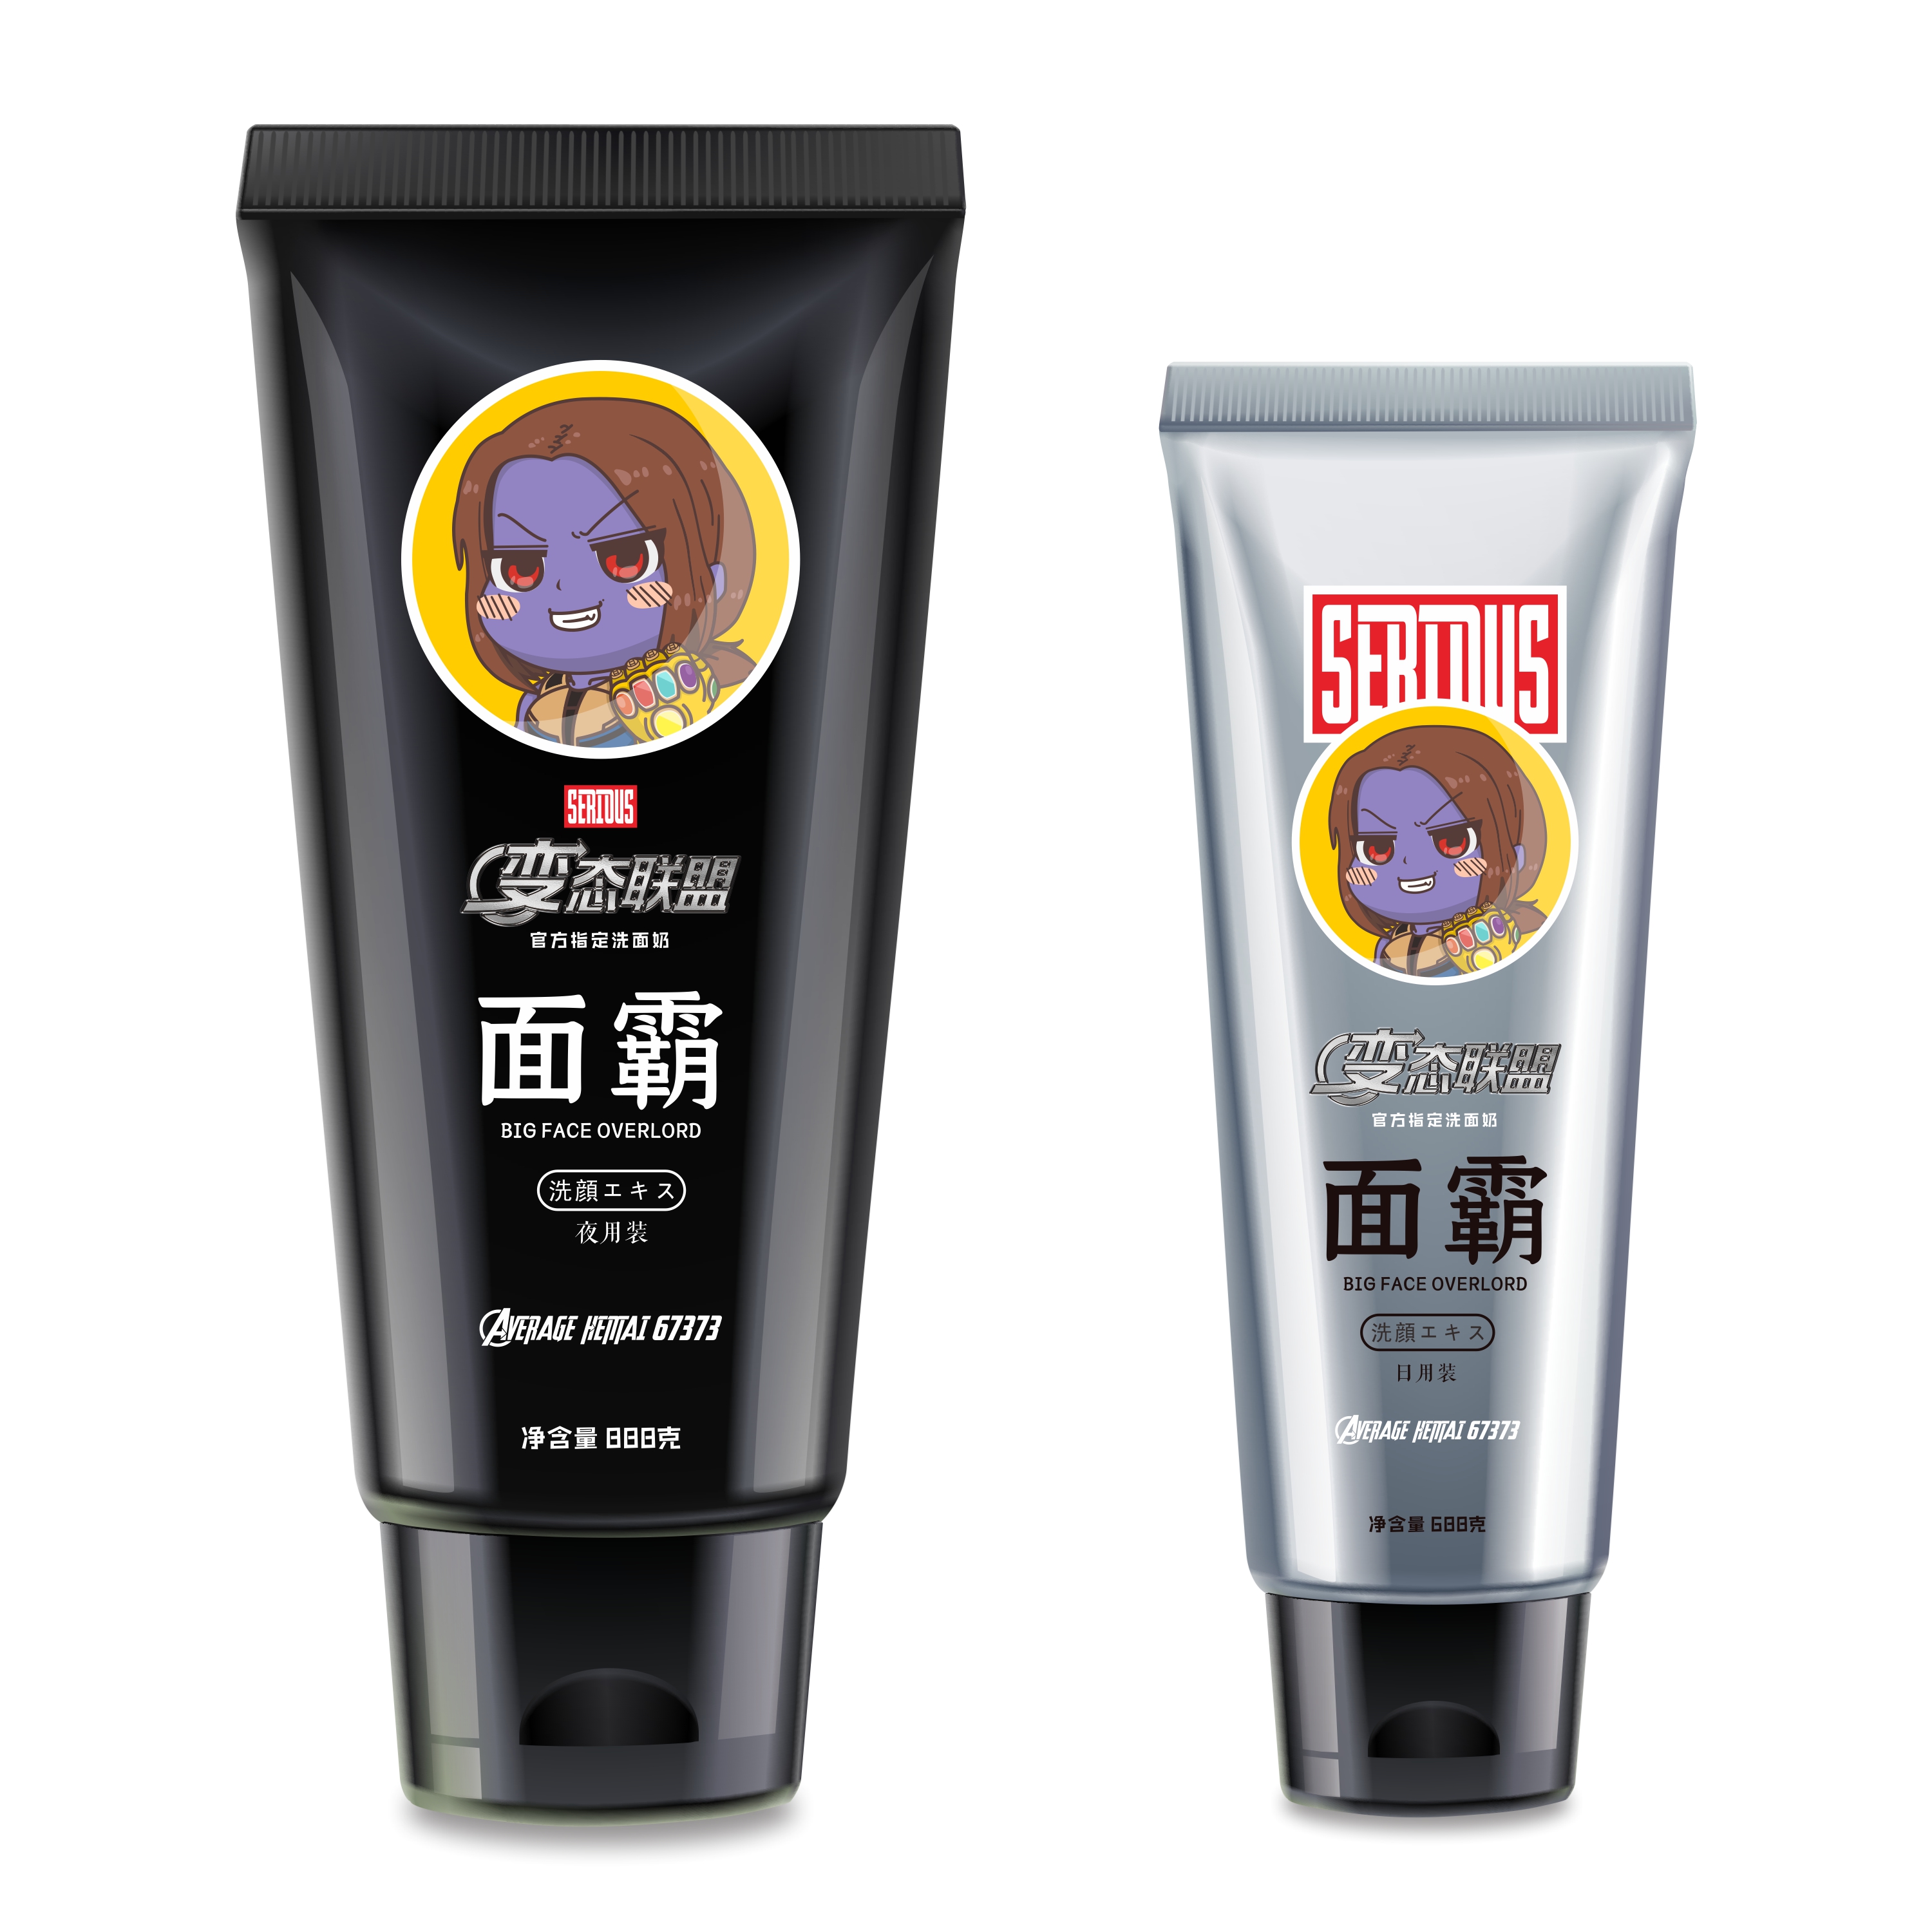 SERIOUS
变态联盟
官方指定洗面奶
面霸
BIG FACE OVERLORD
洗顔エキス
夜用装
AVERAGE HENTAI 67373
净含量 888克
SERIOUS
变态联盟
官方指定洗面奶
面霸
BIG FACE OVERLORD
洗顔エキス
日用装
AVERAGE HENTAI 67373
净含量 688克